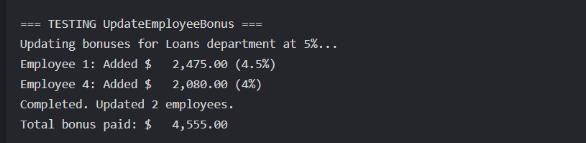 === TESTING UpdateEmployeeBonus ===
Updating bonuses for Loans department at 5%...
Employee 1: Added $   2,475.00 (4.5%)
Employee 4: Added $   2,080.00 (4%)
Completed. Updated 2 employees.
Total bonus paid: $   4,555.00